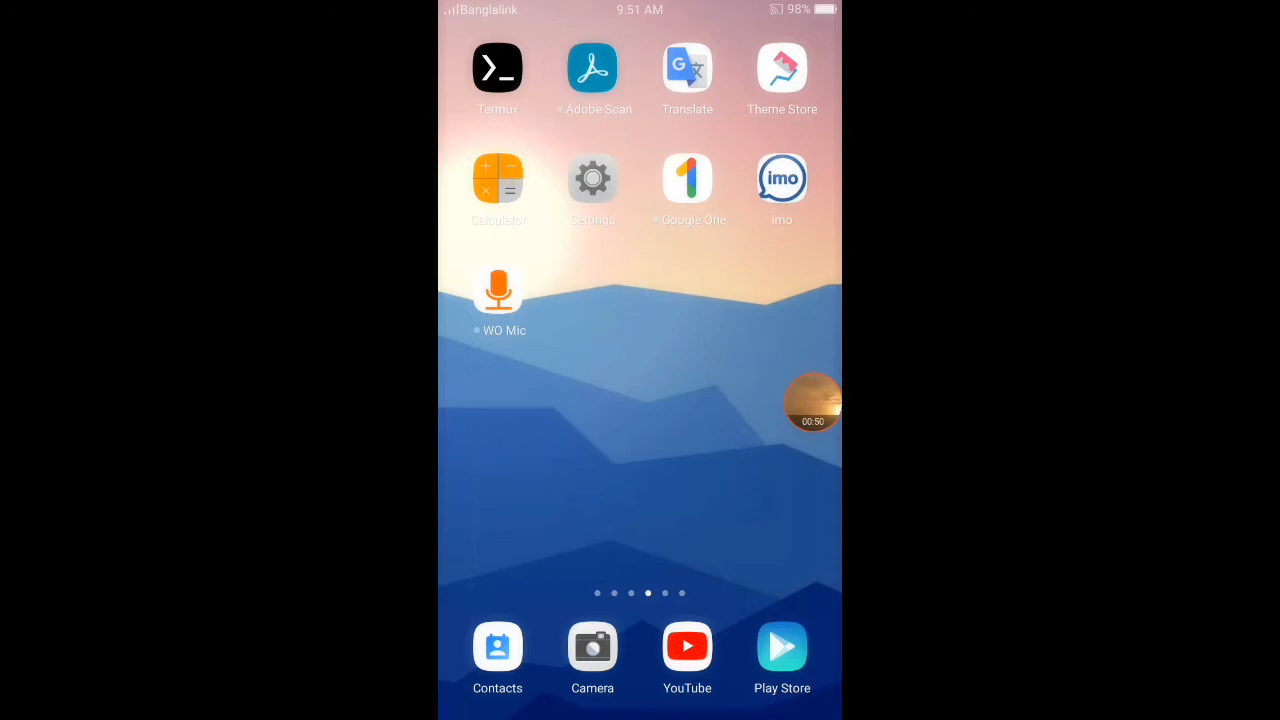 Banglalink 9:51 AM 98%
Termux Adobe Scan Translate Theme Store
imo
Calculator Settings Google One imo
WO Mic
00:50
Contacts Camera YouTube Play Store